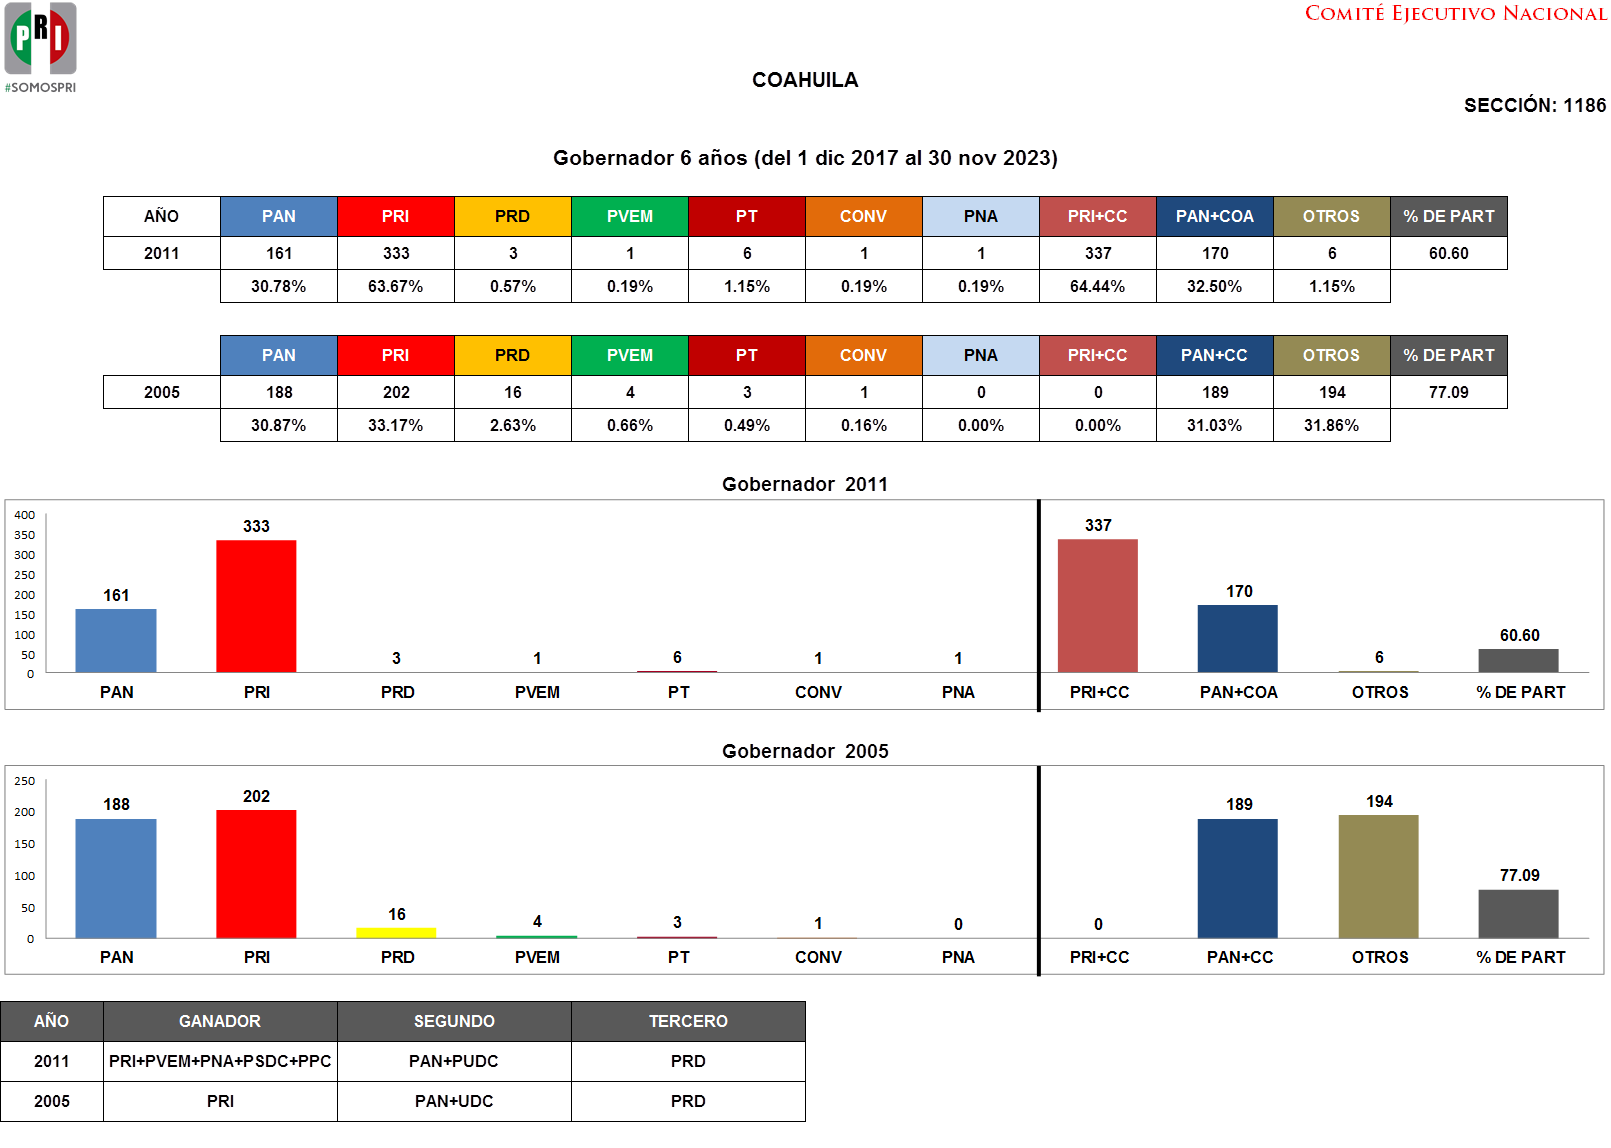 PRI
#SOMOSPRI
COMITÉ EJECUTIVO NACIONAL
COAHUILA
SECCIÓN: 1186
Gobernador 6 años (del 1 dic 2017 al 30 nov 2023)
AÑO PAN PRI PRD PVEM PT CONV PNA PRI+CC PAN+COA OTROS % DE PART
2011 161 333 3 1 6 1 1 337 170 6 60.60
30.78% 63.67% 0.57% 0.19% 1.15% 0.19% 0.19% 64.44% 32.50% 1.15%
PAN PRI PRD PVEM PT CONV PNA PRI+CC PAN+CC OTROS % DE PART
2005 188 202 16 4 3 1 0 0 189 194 77.09
30.87% 33.17% 2.63% 0.66% 0.49% 0.16% 0.00% 0.00% 31.03% 31.86%
Gobernador 2011
400
350
300
250
200
150
100
50
0
161 333 3 1 6 1 1 337 170 6 60.60
PAN PRI PRD PVEM PT CONV PNA PRI+CC PAN+COA OTROS % DE PART
Gobernador 2005
250
200
150
100
50
0
188 202 16 4 3 1 0 0 189 194 77.09
PAN PRI PRD PVEM PT CONV PNA PRI+CC PAN+CC OTROS % DE PART
AÑO GANADOR SEGUNDO TERCERO
2011 PRI+PVEM+PNA+PSDC+PPC PAN+PUDC PRD
2005 PRI PAN+UDC PRD